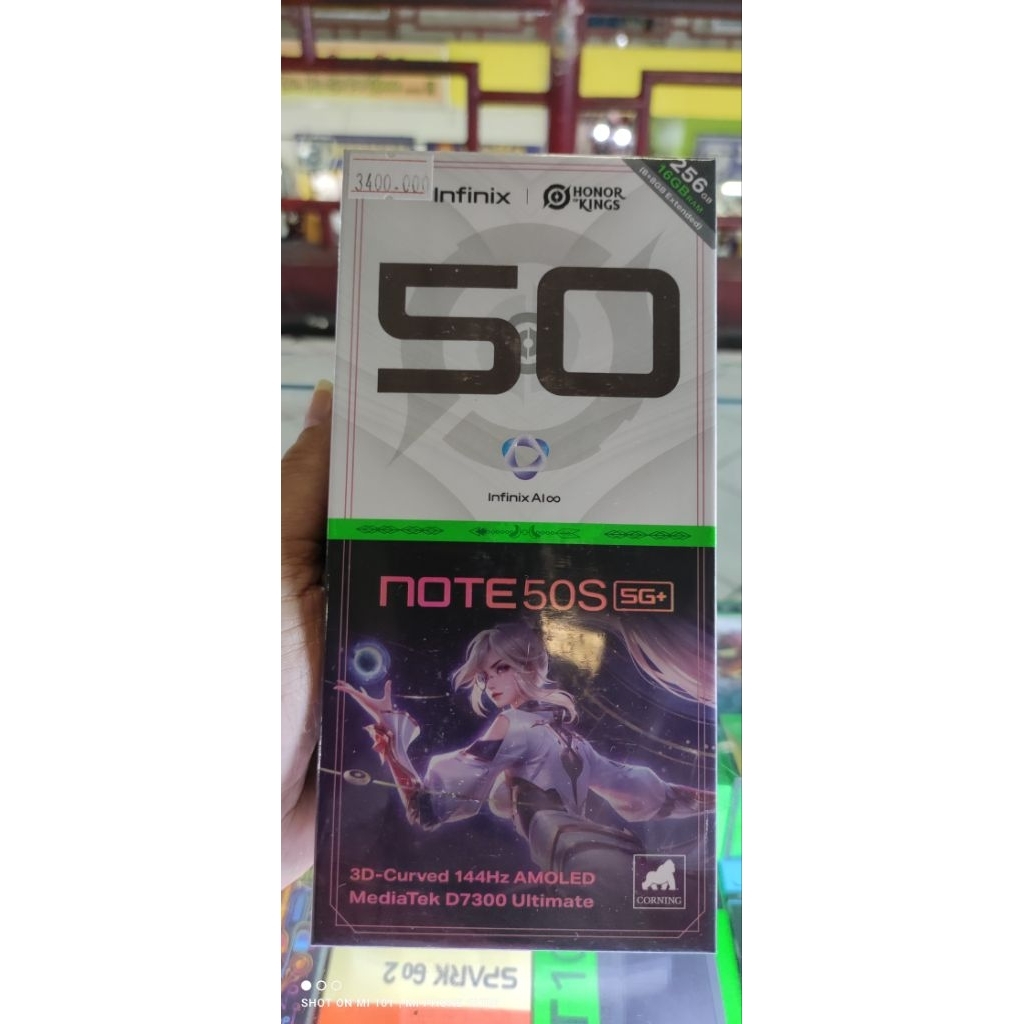 3400.000
Infinix | HONOR OF KINGS
256GB
16GB RAM
(8+8GB Extended)
50
Infinix AI∞
NOTE 50S 5G+
3D-Curved 144Hz AMOLED
MediaTek D7300 Ultimate
CORNING
SPARK Go 2
SHOT ON MI 10T